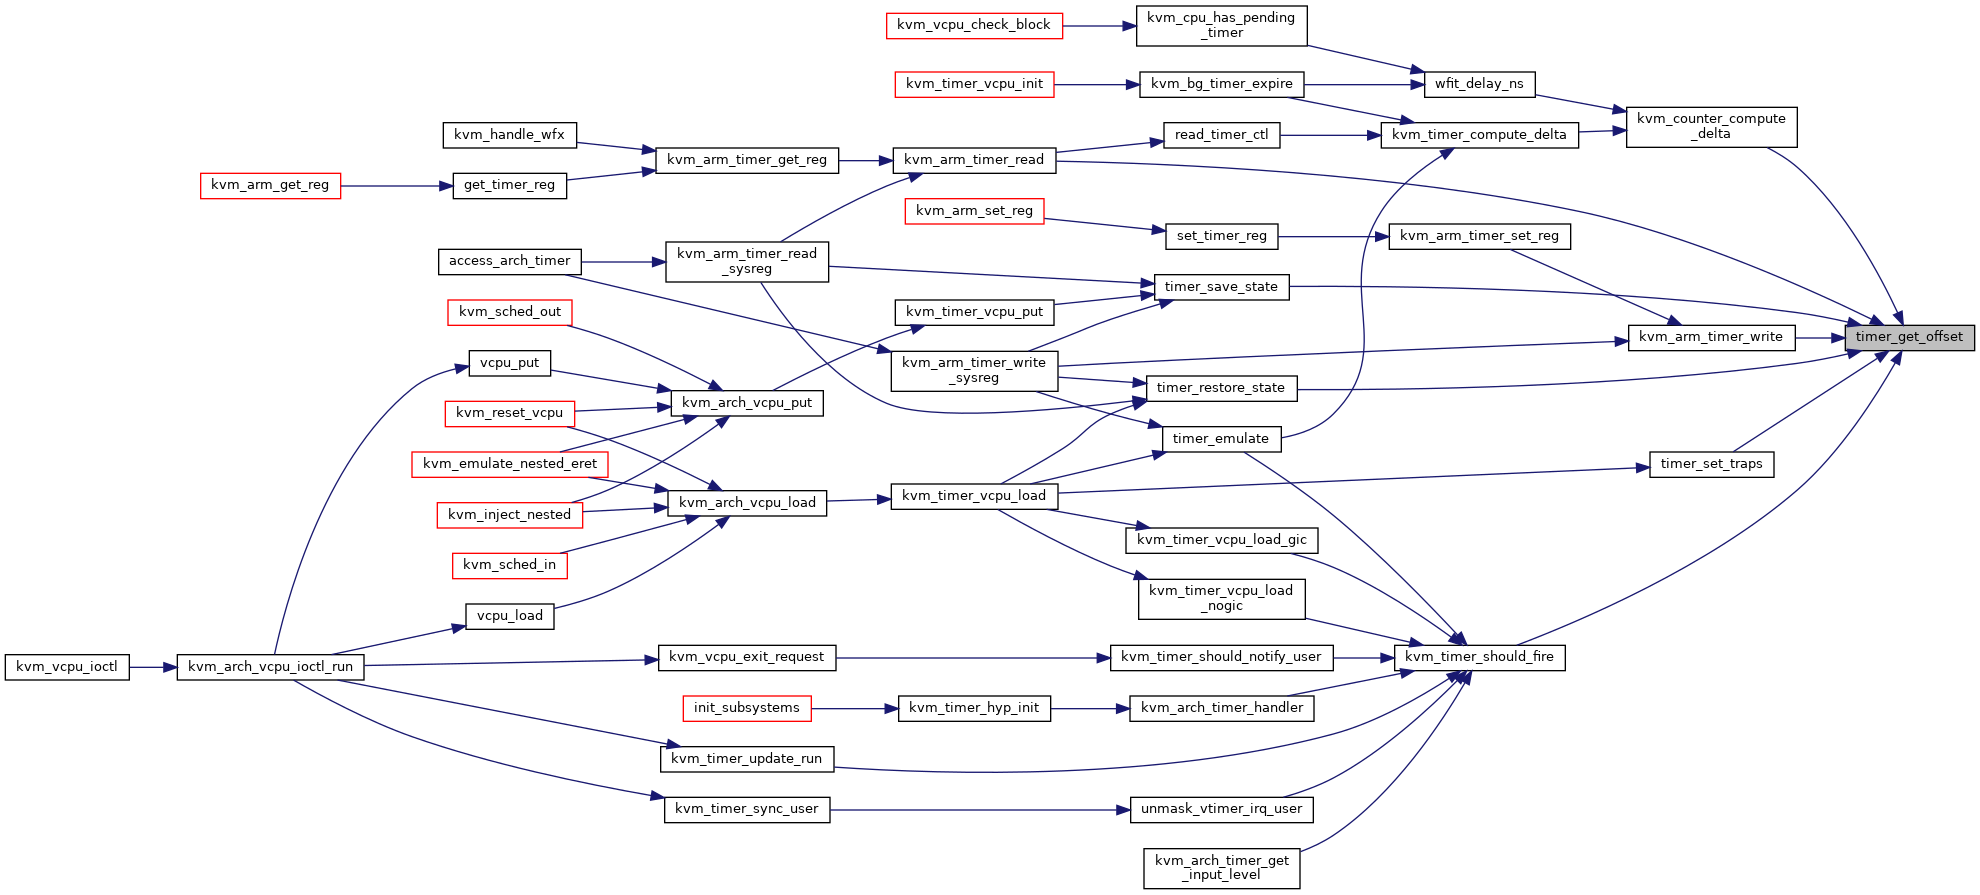 kvm_vcpu_check_block
kvm_cpu_has_pending
_timer
kvm_timer_vcpu_init
kvm_bg_timer_expire
wfit_delay_ns
kvm_counter_compute
_delta
kvm_handle_wfx
read_timer_ctl
kvm_timer_compute_delta
kvm_arm_timer_get_reg
kvm_arm_timer_read
kvm_arm_get_reg
get_timer_reg
kvm_arm_set_reg
set_timer_reg
kvm_arm_timer_set_reg
access_arch_timer
kvm_arm_timer_read
_sysreg
timer_save_state
kvm_sched_out
kvm_timer_vcpu_put
kvm_arm_timer_write
timer_get_offset
vcpu_put
kvm_arm_timer_write
_sysreg
timer_restore_state
kvm_arch_vcpu_put
kvm_reset_vcpu
timer_emulate
kvm_emulate_nested_eret
timer_set_traps
kvm_arch_vcpu_load
kvm_timer_vcpu_load
kvm_inject_nested
kvm_timer_vcpu_load_gic
kvm_sched_in
kvm_timer_vcpu_load
_nogic
vcpu_load
kvm_vcpu_ioctl
kvm_arch_vcpu_ioctl_run
kvm_vcpu_exit_request
kvm_timer_should_notify_user
kvm_timer_should_fire
init_subsystems
kvm_timer_hyp_init
kvm_arch_timer_handler
kvm_timer_update_run
kvm_timer_sync_user
unmask_vtimer_irq_user
kvm_arch_timer_get
_input_level